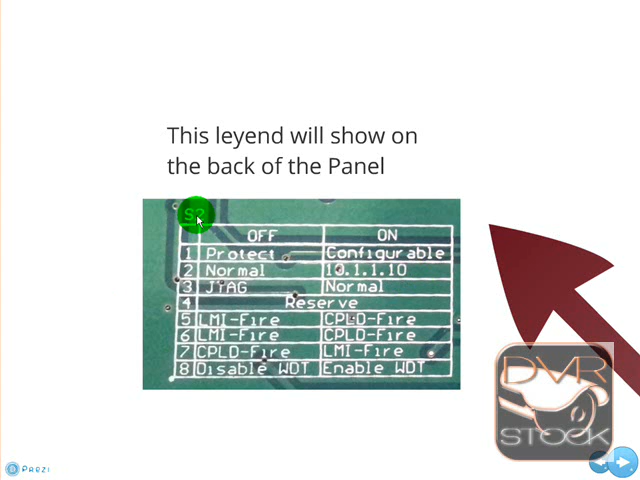 This leyend will show on
the back of the Panel
S2
OFF ON
1 Protect Configurable
2 Normal 10.1.1.10
3 JTAG Normal
4 Reserve
5 LMI-Fire CPLD-Fire
6 LMI-Fire CPLD-Fire
7 CPLD-Fire LMI-Fire
8 Disable WDT Enable WDT
DVR
STOCK
Prezi